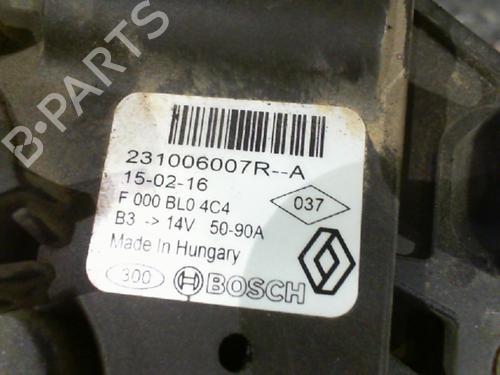 B-PARTS
231006007R--A
15-02-16
F 000 BL0 4C4
037
B3 -> 14V 50-90A
Made In Hungary
300
BOSCH